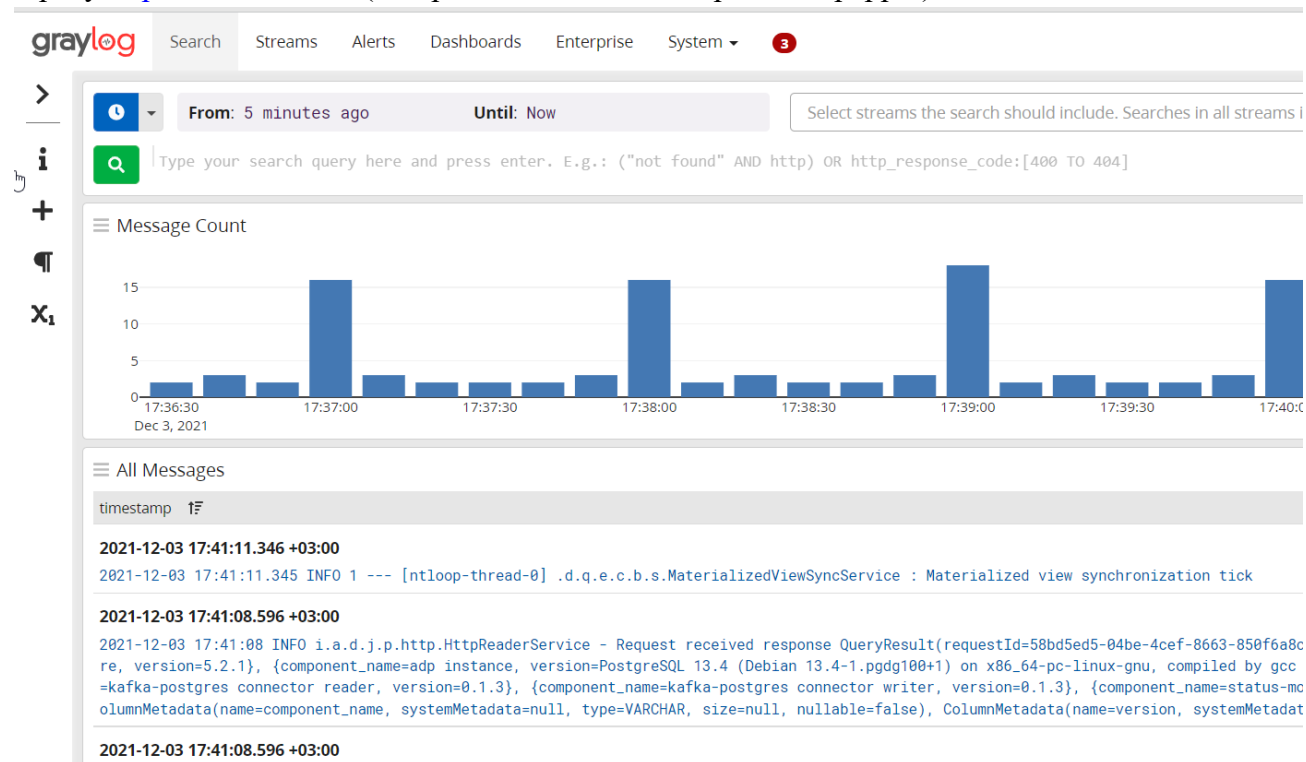 graylog Search Streams Alerts Dashboards Enterprise System 3
From: 5 minutes ago Until: Now Select streams the search should include. Searches in all streams i
Type your search query here and press enter. E.g.: ("not found" AND http) OR http_response_code:[400 TO 404]
Message Count
15
10
5
0
17:36:30 17:37:00 17:37:30 17:38:00 17:38:30 17:39:00 17:39:30 17:40:0
Dec 3, 2021
All Messages
timestamp
2021-12-03 17:41:11.346 +03:00
2021-12-03 17:41:11.345 INFO 1 --- [ntloop-thread-0] .d.q.e.c.b.s.MaterializedViewSyncService : Materialized view synchronization tick
2021-12-03 17:41:08.596 +03:00
2021-12-03 17:41:08 INFO i.a.d.j.p.http.HttpReaderService - Request received response QueryResult(requestId=58bd5ed5-04be-4cef-8663-850f6a8c
re, version=5.2.1}, {component_name=adp instance, version=PostgreSQL 13.4 (Debian 13.4-1.pgdg100+1) on x86_64-pc-linux-gnu, compiled by gcc
=kafka-postgres connector reader, version=0.1.3}, {component_name=kafka-postgres connector writer, version=0.1.3}, {component_name=status-mo
olumnMetadata(name=component_name, systemMetadata=null, type=VARCHAR, size=null, nullable=false), ColumnMetadata(name=version, systemMetadat
2021-12-03 17:41:08.596 +03:00